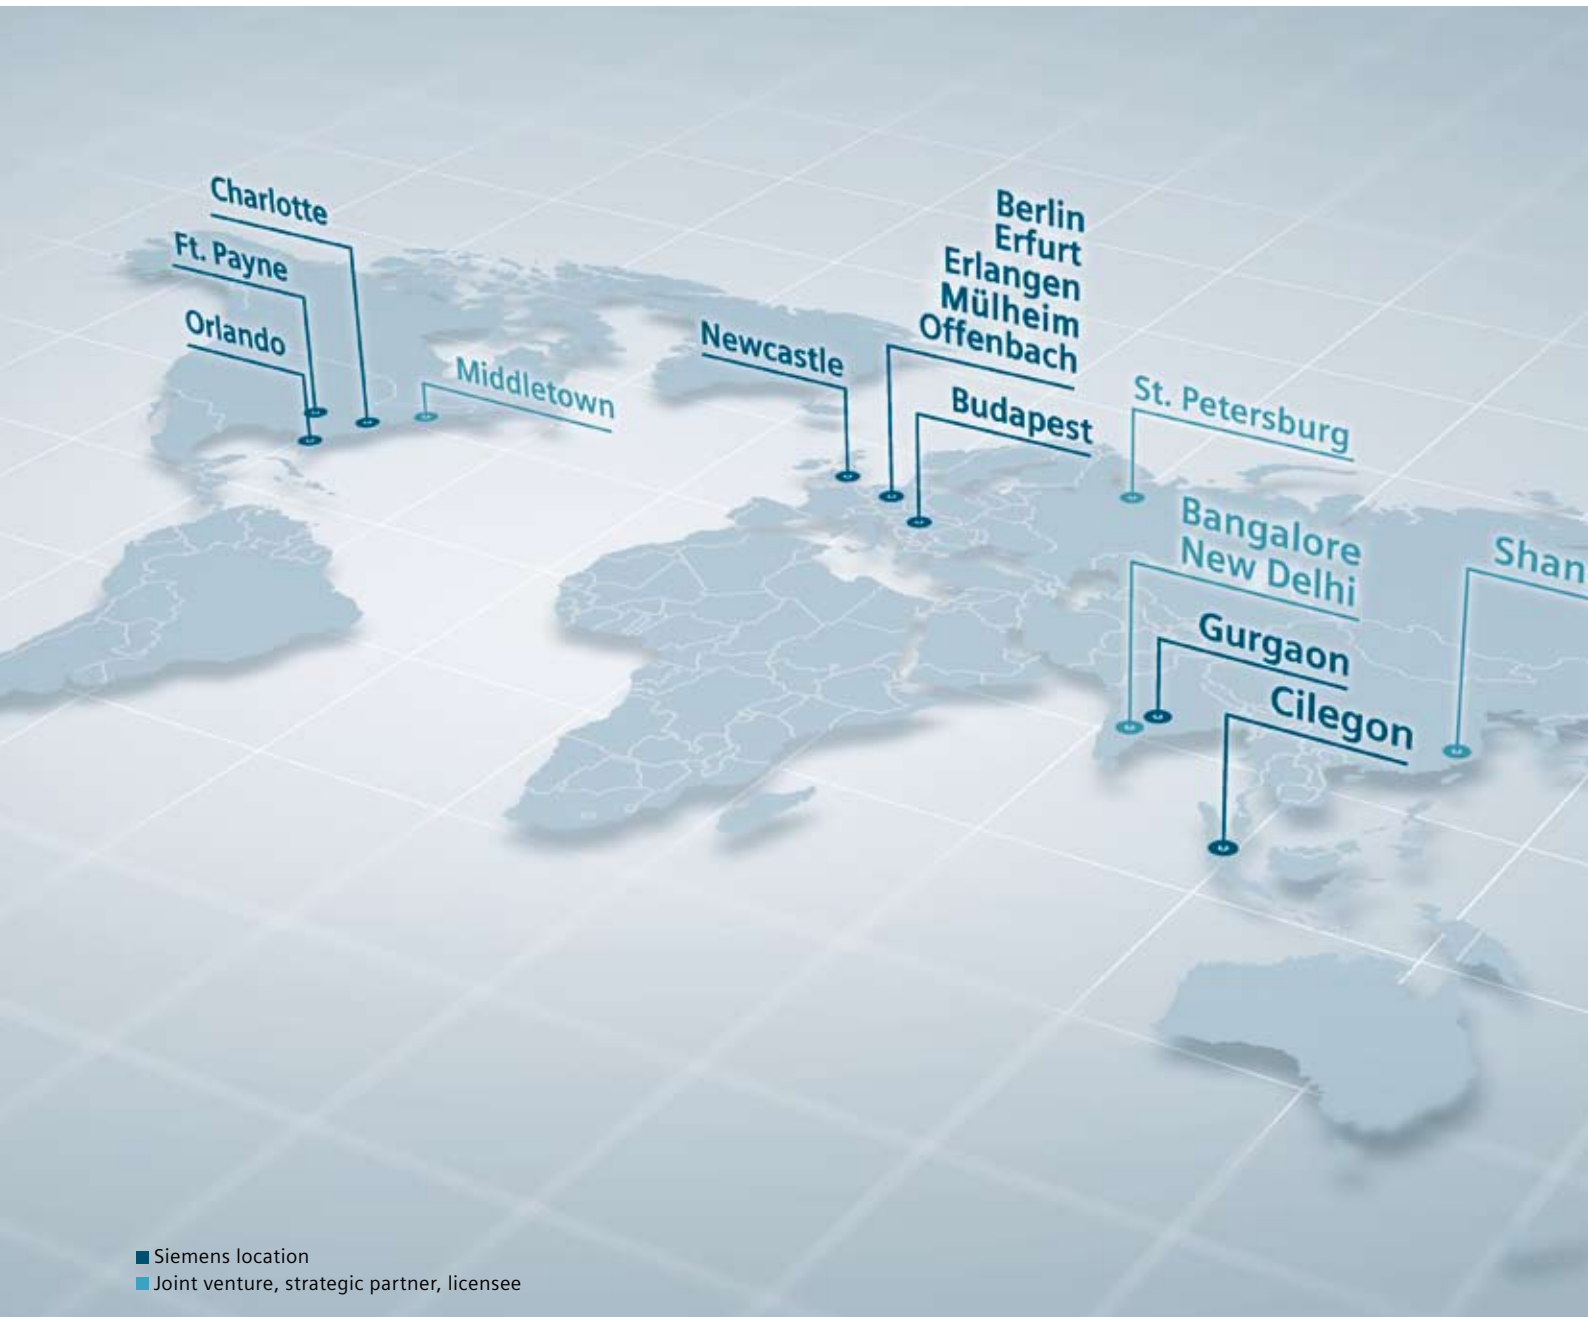 Charlotte
Ft. Payne
Orlando
Middletown
Newcastle
Berlin
Erfurt
Erlangen
Mülheim
Offenbach
Budapest
St. Petersburg
Bangalore
New Delhi
Gurgaon
Cilegon
Shan
Siemens location
Joint venture, strategic partner, licensee